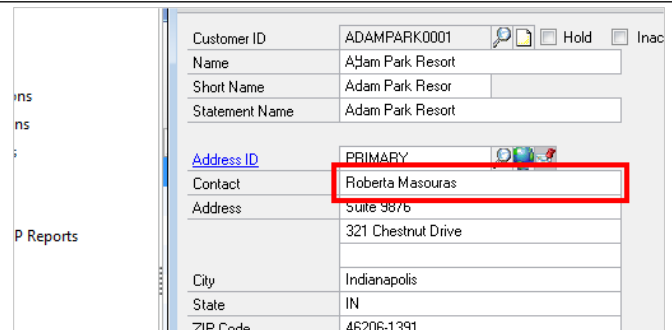 Customer ID ADAMPARK0001 Hold Inac
Name Adam Park Resort
Short Name Adam Park Resor
ons
Statement Name Adam Park Resort
ns
s
Address ID PRIMARY
Contact Roberta Masouras
Address Suite 9876
P Reports 321 Chestnut Drive
City Indianapolis
State IN
ZIP Code 46206-1391